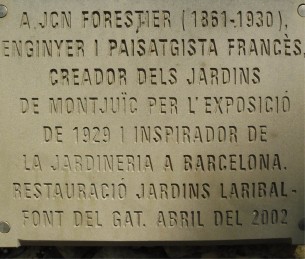 A JCN FORESTIER (1861-1930),
ENGINYER I PAISATGISTA FRANCÈS,
CREADOR DELS JARDINS
DE MONTJUÏC PER L'EXPOSICIÓ
DE 1929 I INSPIRADOR DE
LA JARDINERIA A BARCELONA.
RESTAURACIÓ JARDINS LARIBAL-
FONT DEL GAT. ABRIL DEL 2002